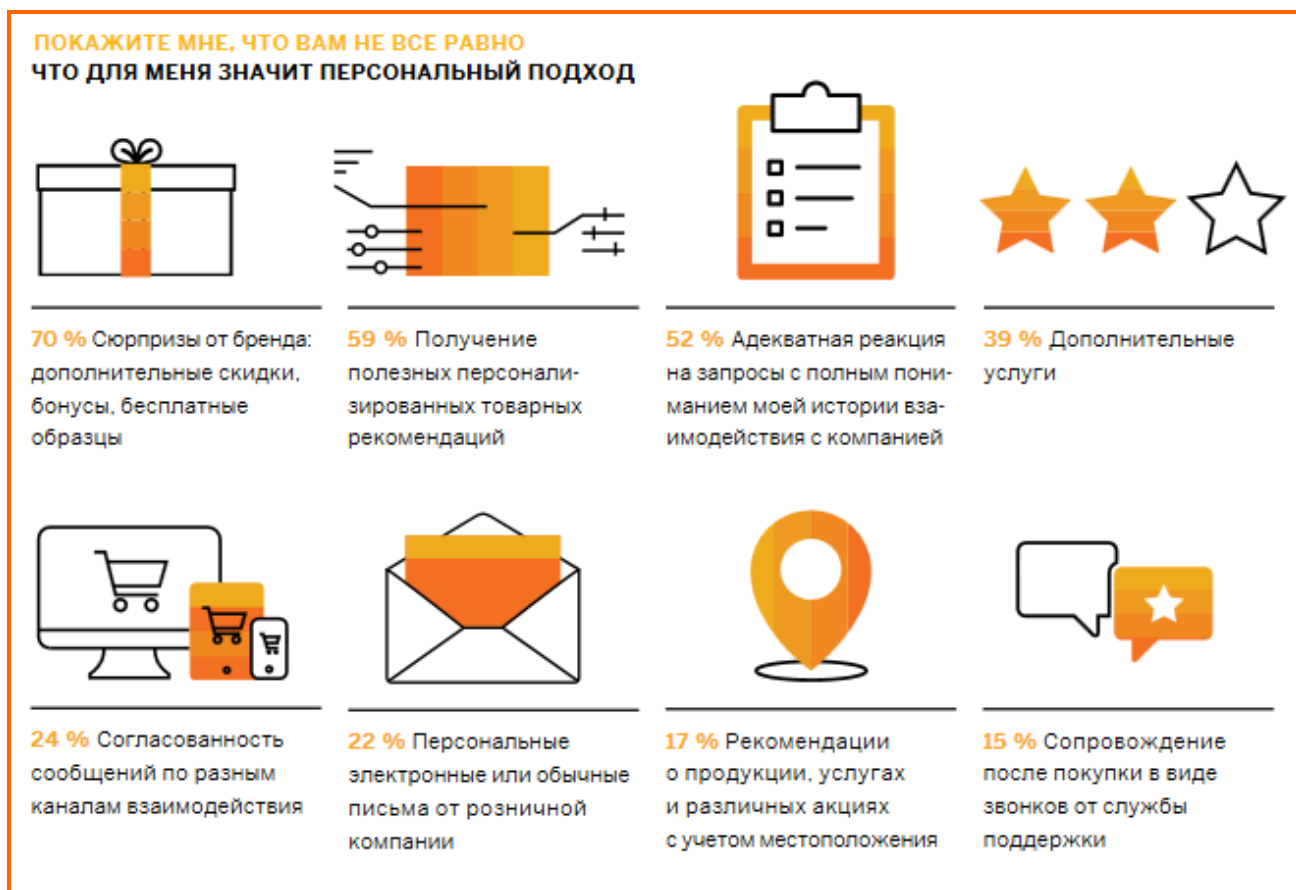 ПОКАЖИТЕ МНЕ, ЧТО ВАМ НЕ ВСЕ РАВНО
ЧТО ДЛЯ МЕНЯ ЗНАЧИТ ПЕРСОНАЛЬНЫЙ ПОДХОД
70 % Сюрпризы от бренда:
дополнительные скидки,
бонусы, бесплатные
образцы
59 % Получение
полезных персонали-
зированных товарных
рекомендаций
52 % Адекватная реакция
на запросы с полным пони-
манием моей истории вза-
имодействия с компанией
39 % Дополнительные
услуги
24 % Согласованность
сообщений по разным
каналам взаимодействия
22 % Персональные
электронные или обычные
письма от розничной
компании
17 % Рекомендации
о продукции, услугах
и различных акциях
с учетом местоположения
15 % Сопровождение
после покупки в виде
звонков от службы
поддержки